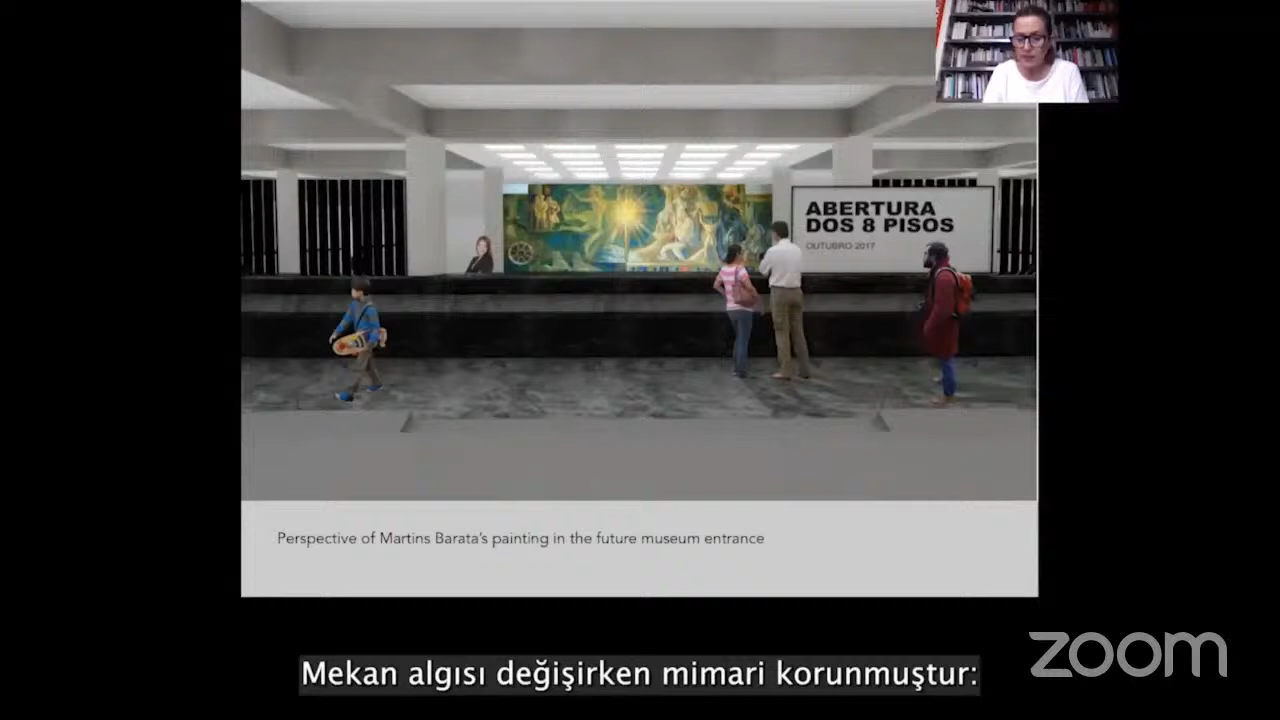 ABERTURA
DOS 8 PISOS
OUTUBRO 2017
Perspective of Martins Barata's painting in the future museum entrance
Mekan algısı değişirken mimari korunmuştur:
zoom